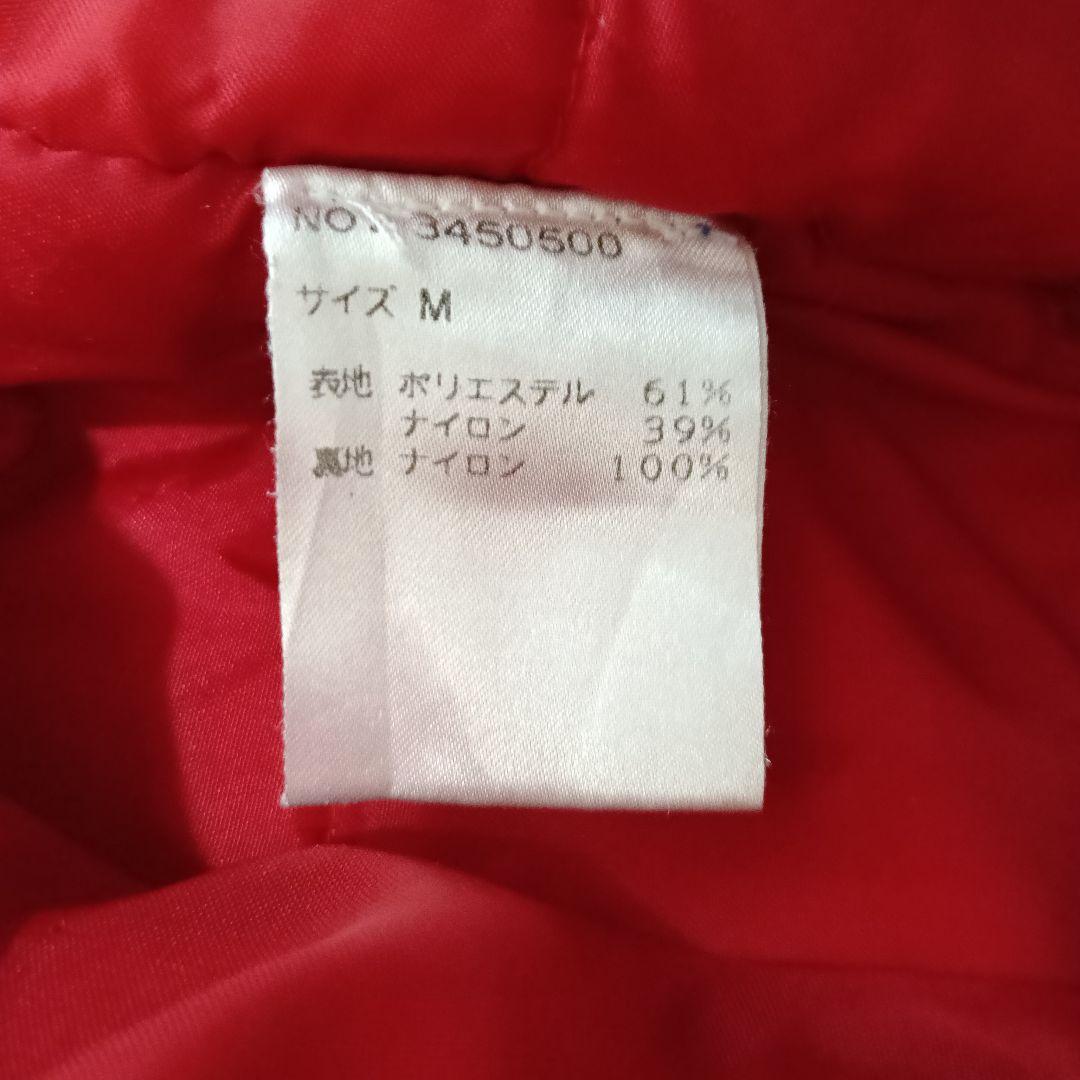 NO. 3450500
サイズ M
表地 ポリエステル 61%
ナイロン 39%
裏地 ナイロン 100%